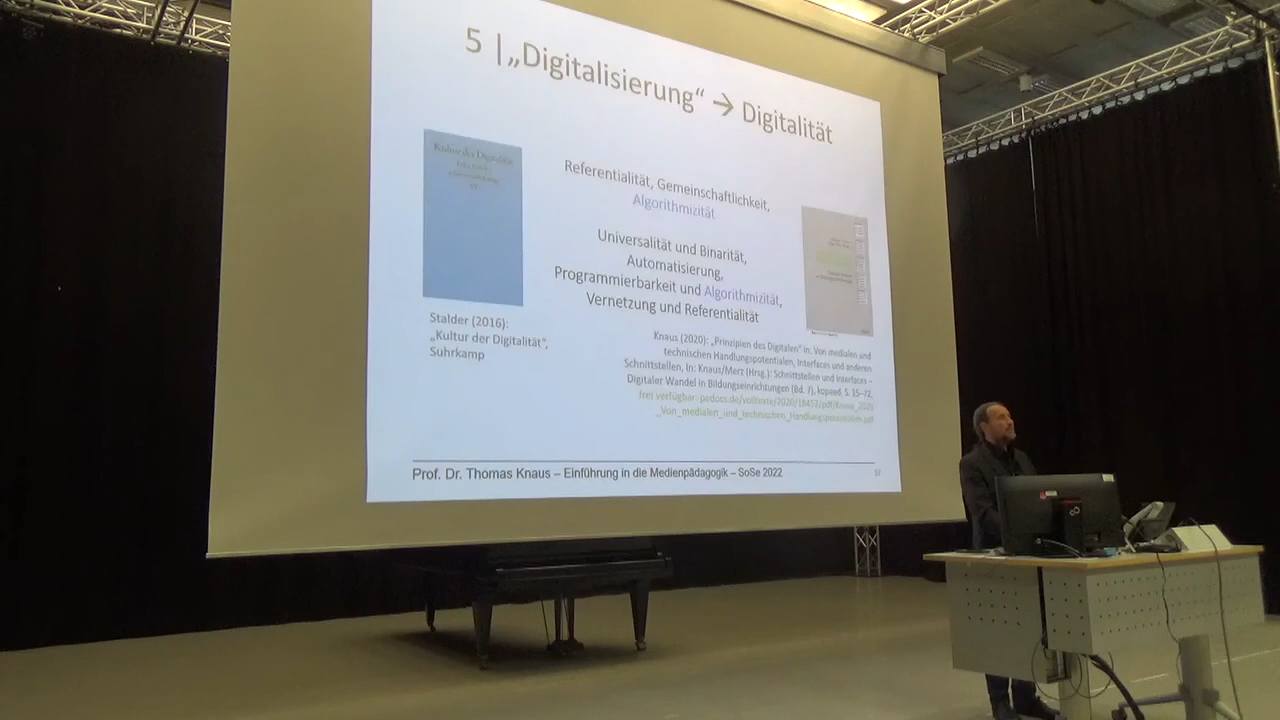 5 | „Digitalisierung“ → Digitalität
Kultur der Digitalität
Referentialität, Gemeinschaftlichkeit,
Algorithmizität
Universalität und Binarität,
Automatisierung,
Programmierbarkeit und Algorithmizität,
Vernetzung und Referentialität
Stalder (2016):
„Kultur der Digitalität“,
Suhrkamp
Knaus (2020): „Prinzipien des Digitalen“ In: Von medialen und
technischen Handlungspotentialen, Interfaces und anderen
Schnittstellen, In: Knaus/Merz (Hrsg.): Schnittstellen und Interfaces –
Digitaler Wandel in Bildungseinrichtungen (Bd. 7), kopaed, S. 15–72,
frei verfügbar: pedocs.de/volltexte/2020/18452/pdf/Knaus_2020
_Von_medialen_und_technischen_Handlungspotentialen.pdf
Prof. Dr. Thomas Knaus – Einführung in die Medienpädagogik – SoSe 2022